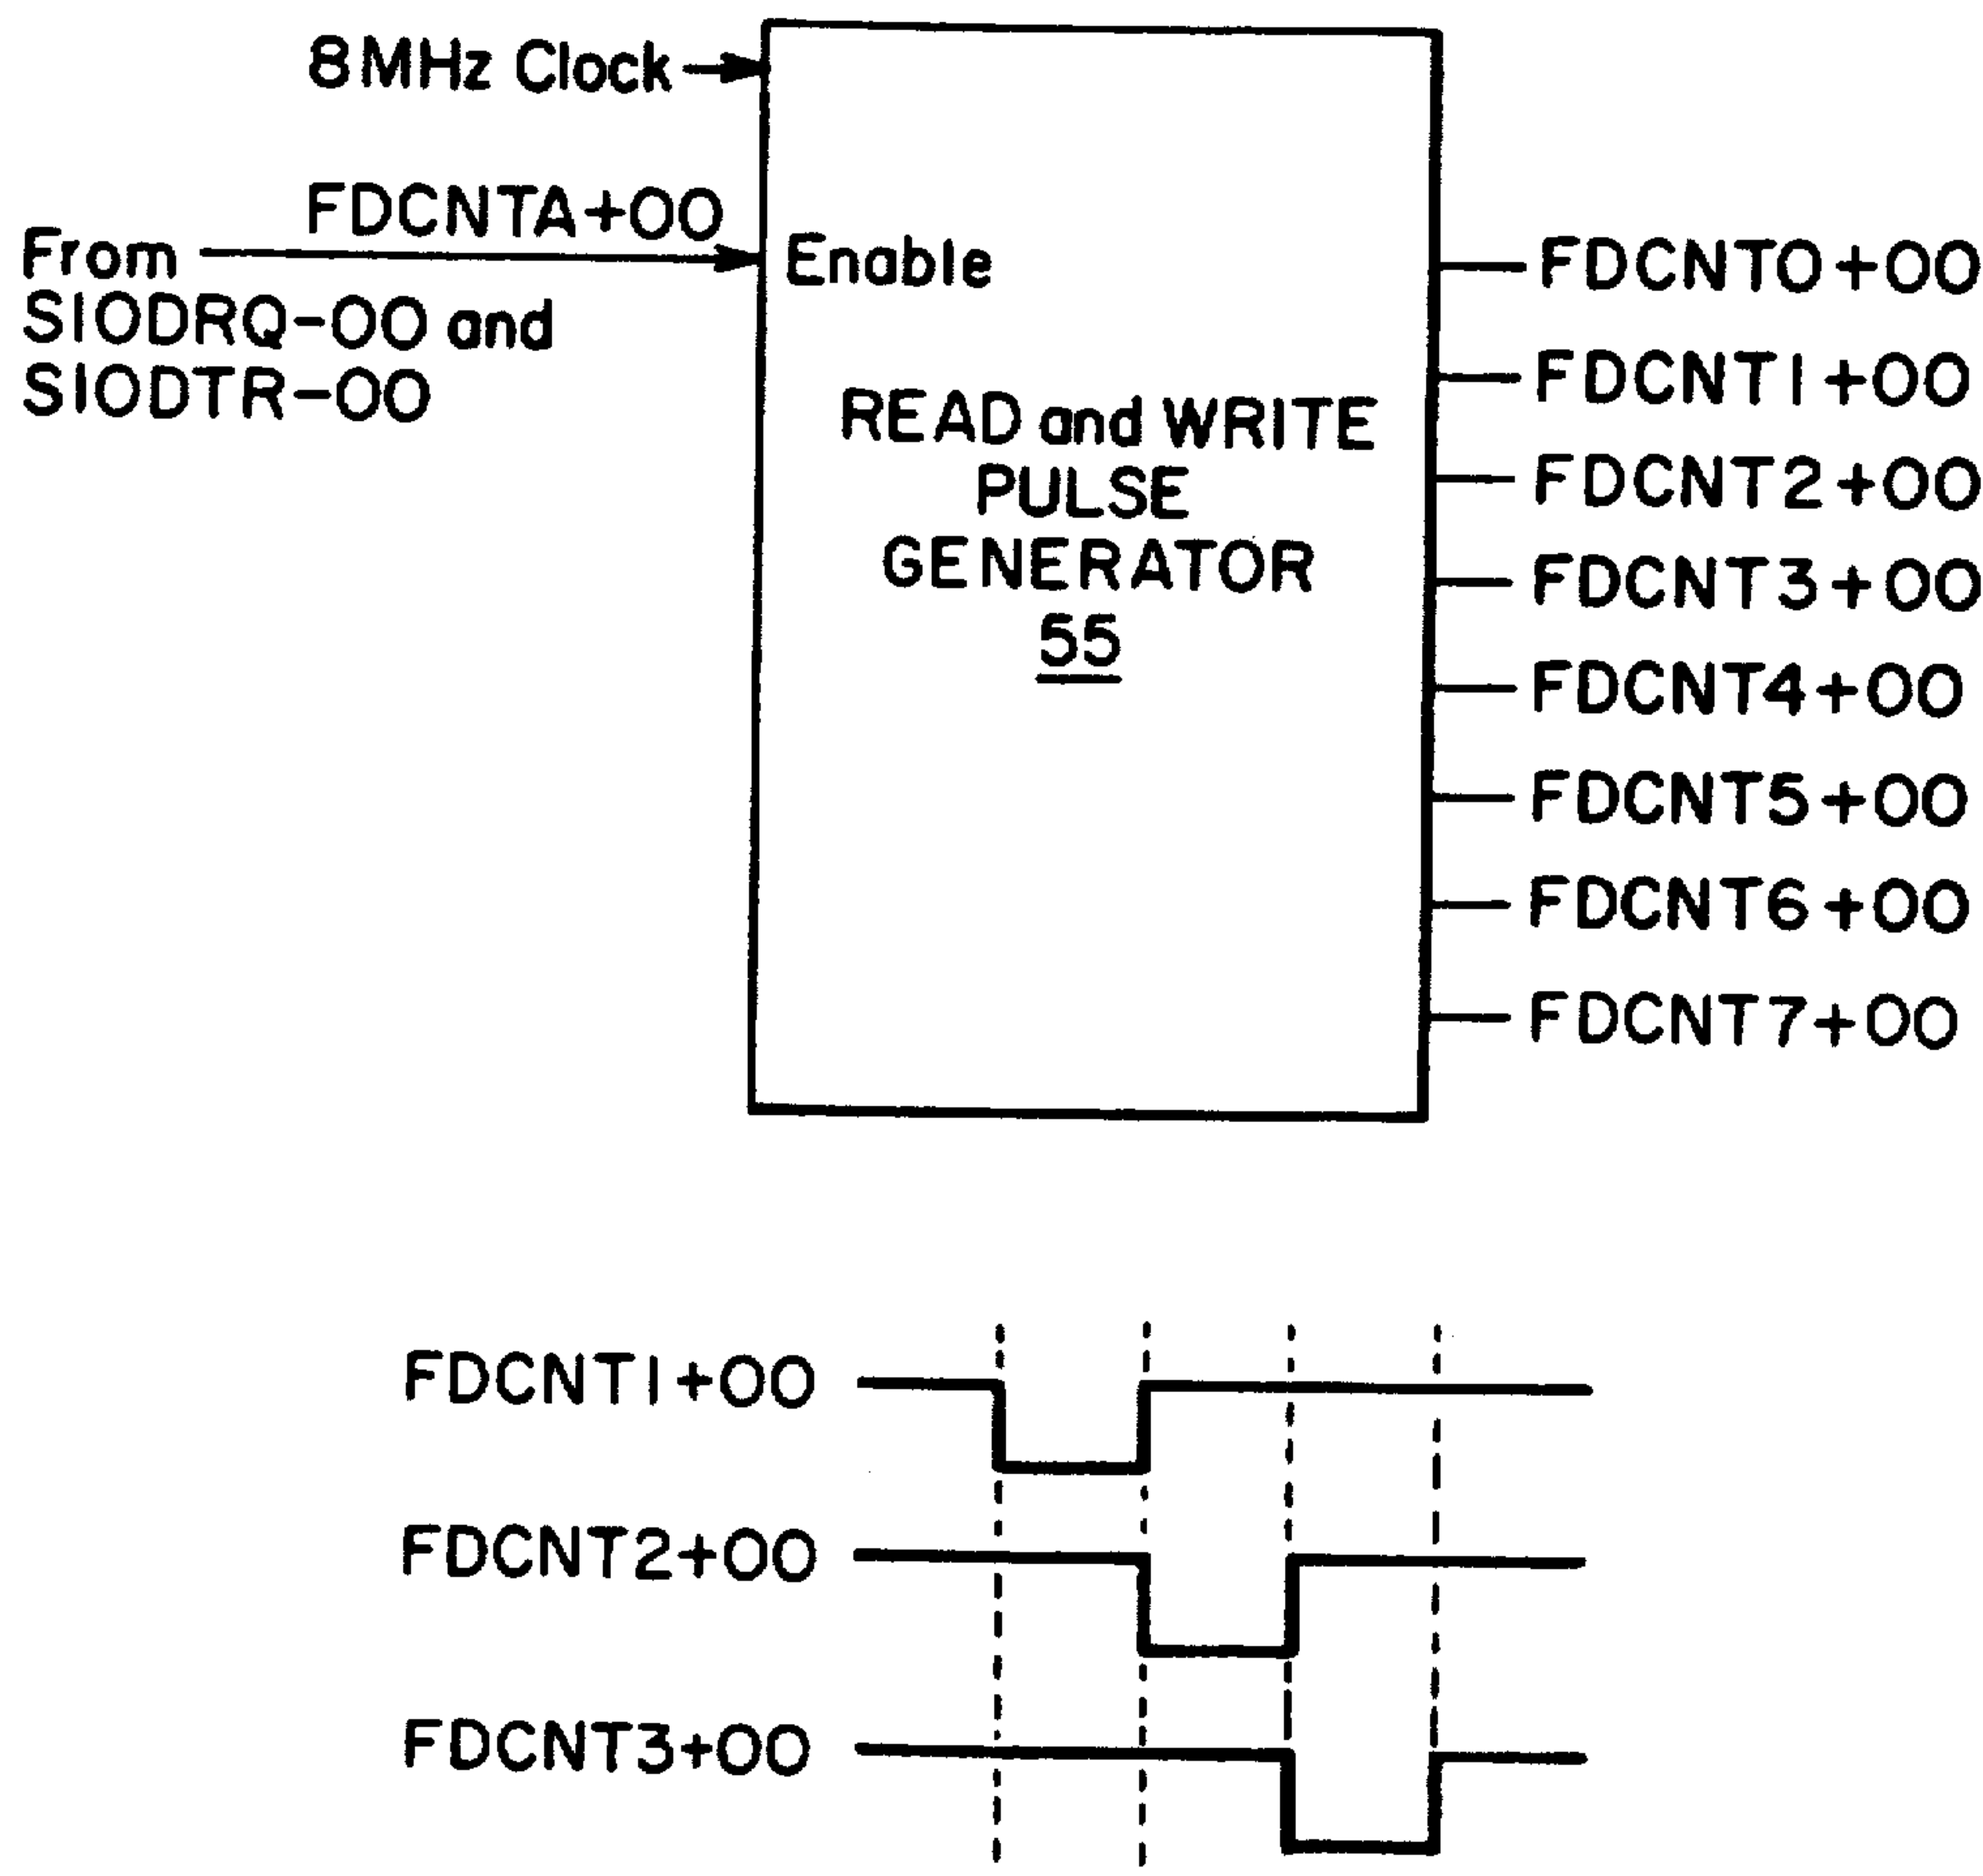 8MHz Clock
FDCNTA+00
From
SIODRQ-00 and
SIODTR-00
Enable
READ and WRITE
PULSE
GENERATOR
55
FDCNT0+00
FDCNT1+00
FDCNT2+00
FDCNT3+00
FDCNT4+00
FDCNT5+00
FDCNT6+00
FDCNT7+00
FDCNT1+00
FDCNT2+00
FDCNT3+00